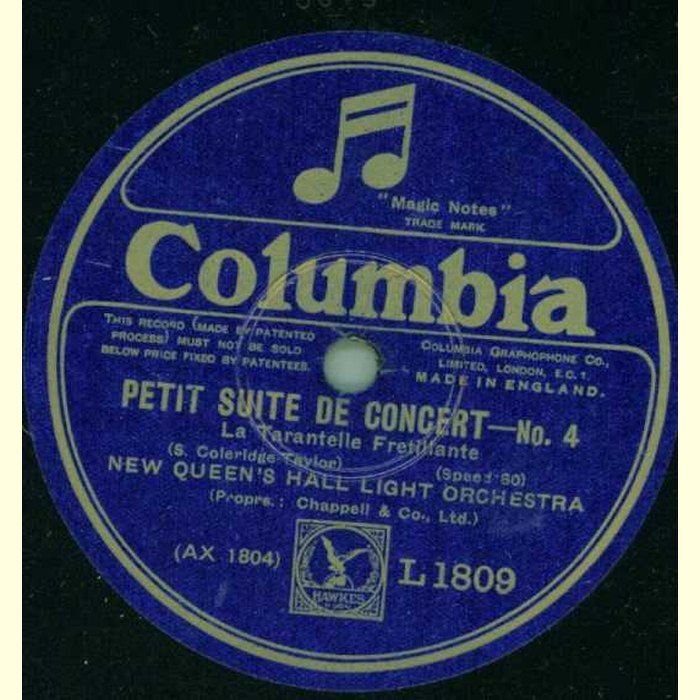 "Magic Notes"
TRADE MARK
Columbia
THIS RECORD (MADE BY PATENTED
PROCESS) MUST NOT BE SOLD
BELOW PRICE FIXED BY PATENTEES.
COLUMBIA GRAPHOPHONE CO.,
LIMITED, LONDON, E.C.1.
MADE IN ENGLAND.
PETIT SUITE DE CONCERT—No. 4
La Tarantelle Fretillante
(S. Coleridge-Taylor)
(Speed 80)
NEW QUEEN'S HALL LIGHT ORCHESTRA
(Proprs.: Chappell & Co., Ltd.)
(AX 1804)
HAWKES
L1809